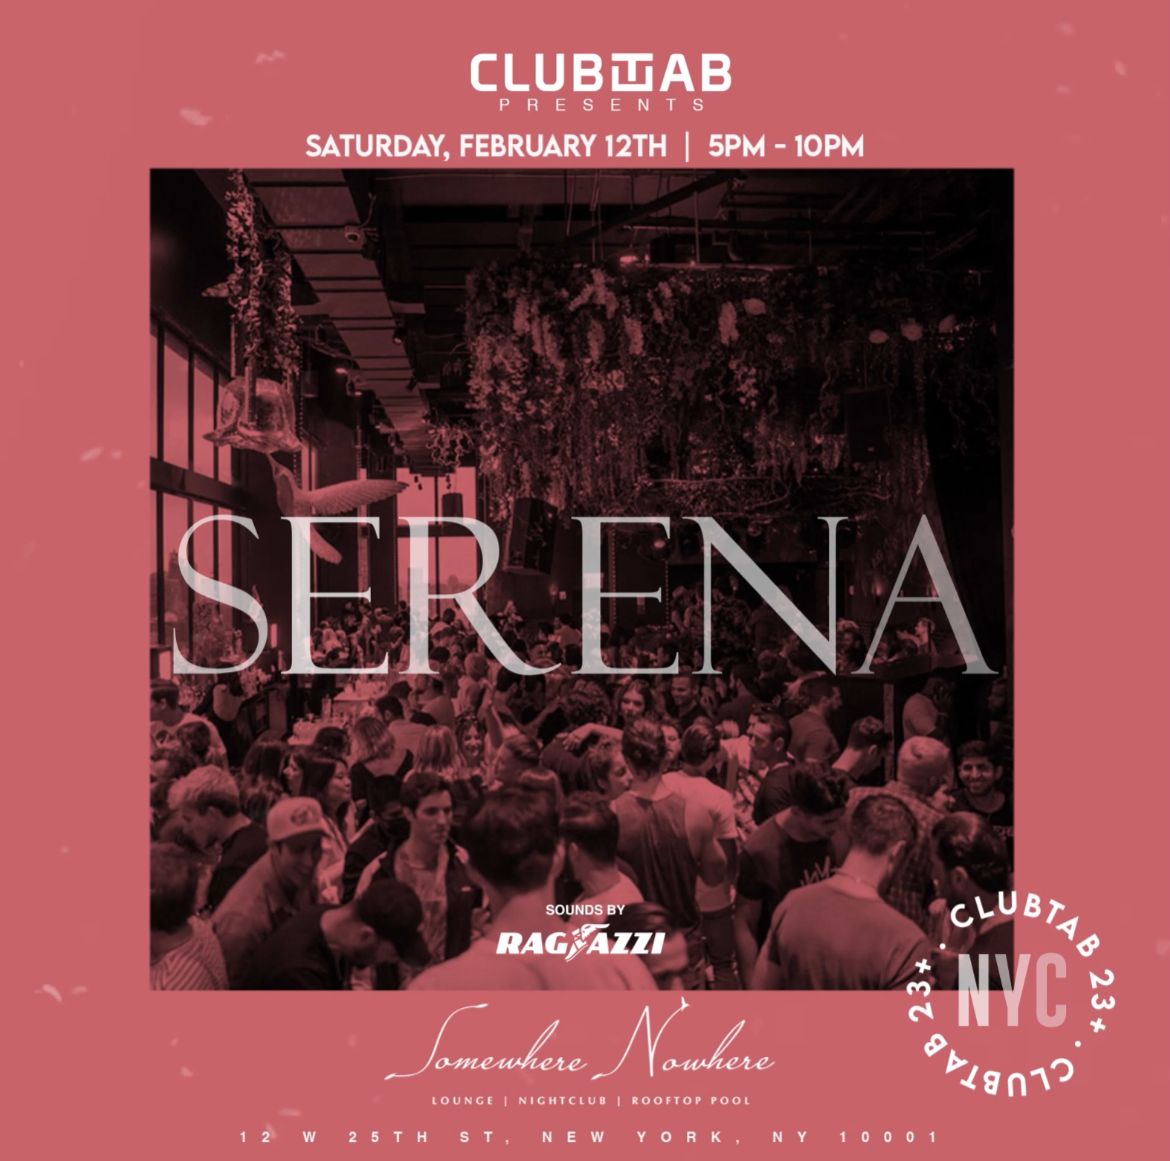 CLUBTAB
PRESENTS
SATURDAY, FEBRUARY 12TH | 5PM - 10PM
SERENA
SOUNDS BY
RAGAZZI
CLUBTAB 23+ · CLUBTAB 23+ ·
NYC
Somewhere Nowhere
LOUNGE | NIGHTCLUB | ROOFTOP POOL
12 W 25TH ST, NEW YORK, NY 10001